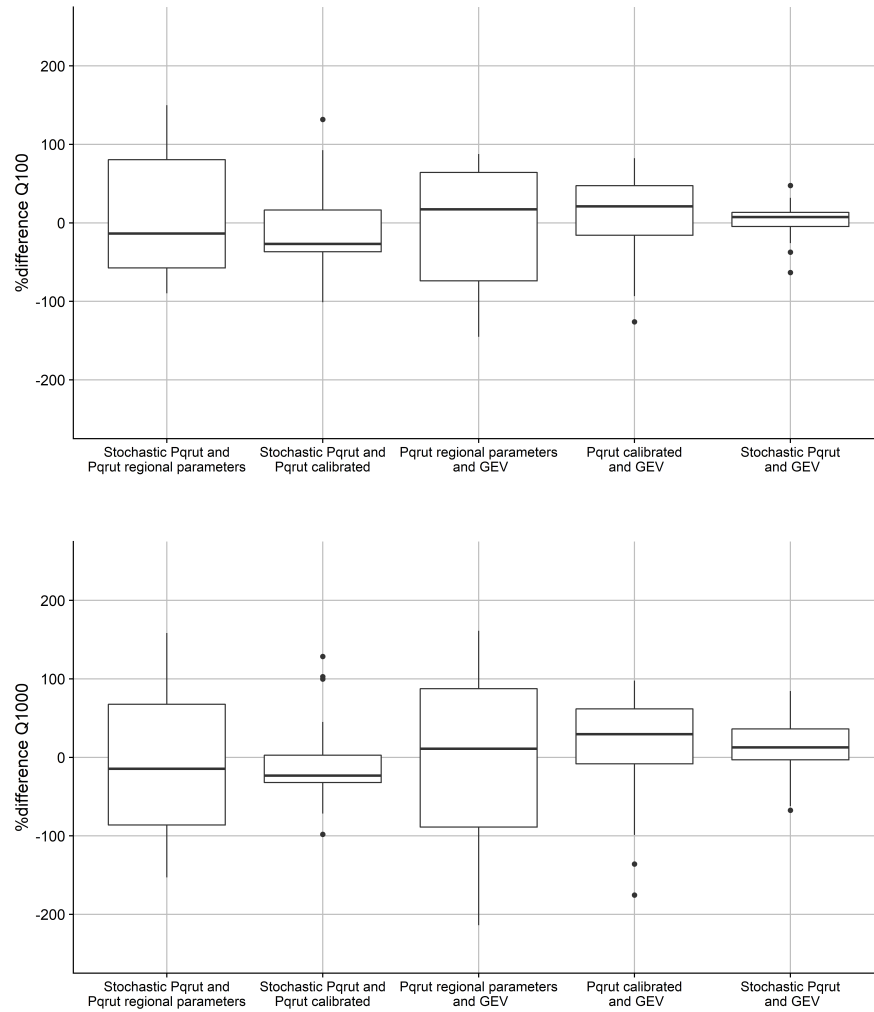 %difference Q100
200
100
0
-100
-200
Stochastic Pqrut and
Pqrut regional parameters
Stochastic Pqrut and
Pqrut calibrated
Pqrut regional parameters
and GEV
Pqrut calibrated
and GEV
Stochastic Pqrut
and GEV
%difference Q1000
200
100
0
-100
-200
Stochastic Pqrut and
Pqrut regional parameters
Stochastic Pqrut and
Pqrut calibrated
Pqrut regional parameters
and GEV
Pqrut calibrated
and GEV
Stochastic Pqrut
and GEV